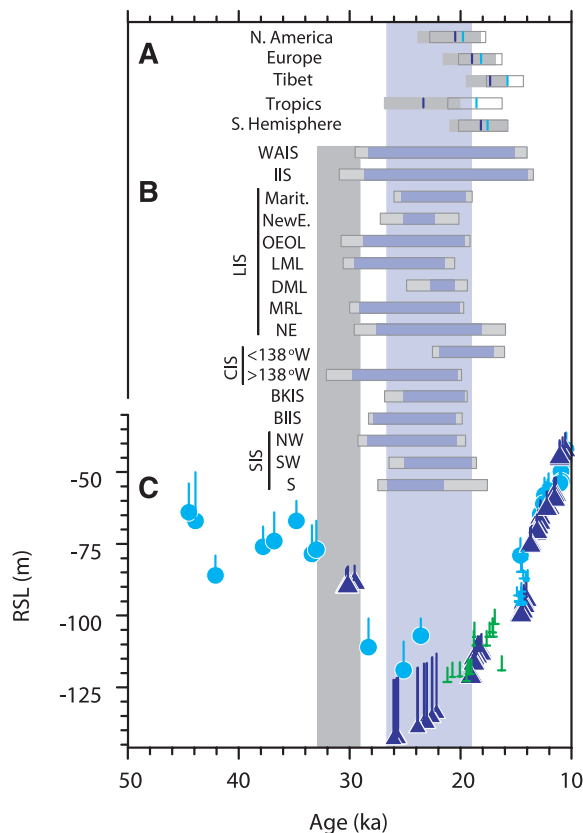 A
N. America
Europe
Tibet
Tropics
S. Hemisphere
WAIS
IIS
B
LIS
Marit.
NewE.
OEOL
LML
DML
MRL
NE
CIS
<138 °W
>138 °W
BKIS
BIIS
SIS
NW
SW
S
C
RSL (m)
-50
-75
-100
-125
50 40 30 20 10
Age (ka)